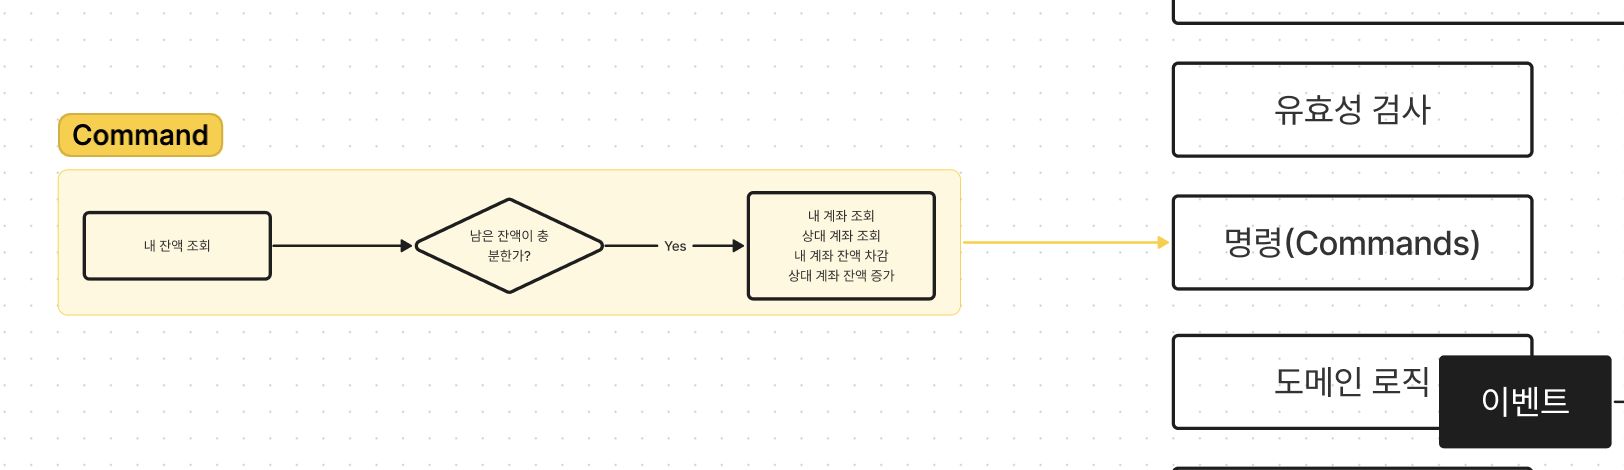 Command
내 잔액 조회
남은 잔액이 충
분한가?
Yes
내 계좌 조회
상대 계좌 조회
내 계좌 잔액 차감
상대 계좌 잔액 증가
유효성 검사
명령(Commands)
도메인 로직
이벤트